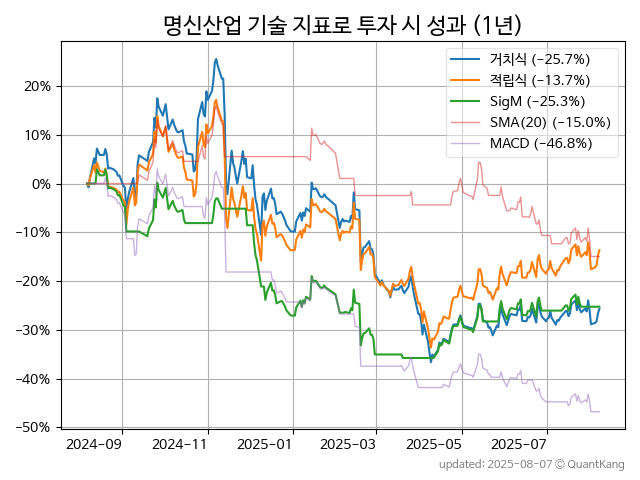 명신산업 기술 지표로 투자 시 성과 (1년)
거치식 (−25.7%)
적립식 (−13.7%)
SigM (−25.3%)
SMA(20) (−15.0%)
MACD (−46.8%)
20%
10%
0%
−10%
−20%
−30%
−40%
−50%
2024−09 2024−11 2025−01 2025−03 2025−05 2025−07
updated: 2025-08-07 © QuantKang